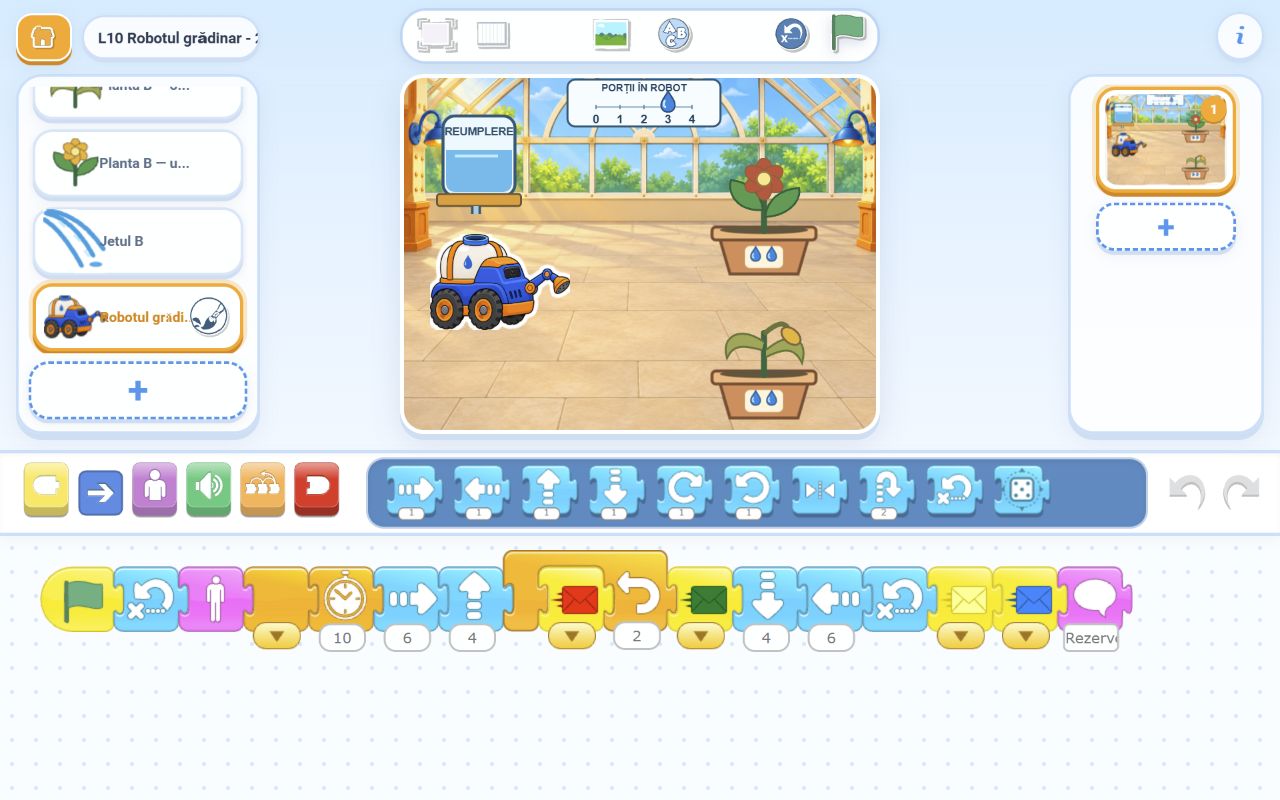 L10 Robotul grădinar -
Planta B — u...
Jetul B
Robotul grădi...
PORȚII ÎN ROBOT
0 1 2 3 4
REUMPLERE
1
A
B
C
i
1 1 1 1 1 1 2
10 6 4 2 4 6
Rezerv